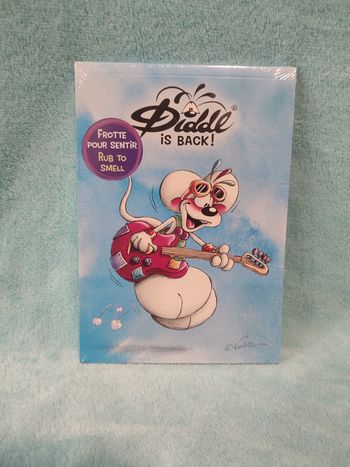 Diddl®
IS BACK!
FROTTE
POUR SENTIR
RUB TO
SMELL